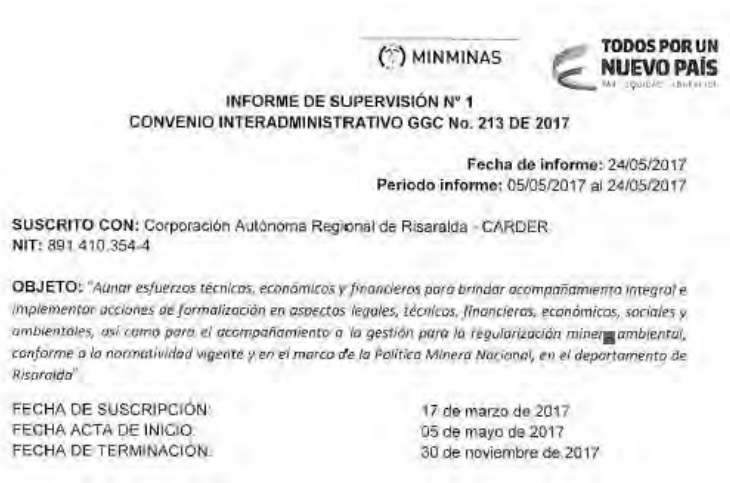 MINMINAS
TODOS POR UN
NUEVO PAÍS
PAZ EQUIDAD EDUCACIÓN
INFORME DE SUPERVISIÓN N° 1
CONVENIO INTERADMINISTRATIVO GGC No. 213 DE 2017
Fecha de informe: 24/05/2017
Periodo informe: 05/05/2017 al 24/05/2017
SUSCRITO CON: Corporación Autónoma Regional de Risaralda - CARDER
NIT: 891.410.354-4
OBJETO: "Aunar esfuerzos técnicos, económicos y financieros para brindar acompañamiento integral e
implementar acciones de formalización en aspectos legales, técnicos, financieros, económicos, sociales y
ambientales, así como para el acompañamiento a la gestión para la regularización minera ambiental,
conforme a la normatividad vigente y en el marco de la Política Minera Nacional, en el departamento de
Risaralda"
FECHA DE SUSCRIPCIÓN: 17 de marzo de 2017
FECHA ACTA DE INICIO: 05 de mayo de 2017
FECHA DE TERMINACIÓN: 30 de noviembre de 2017